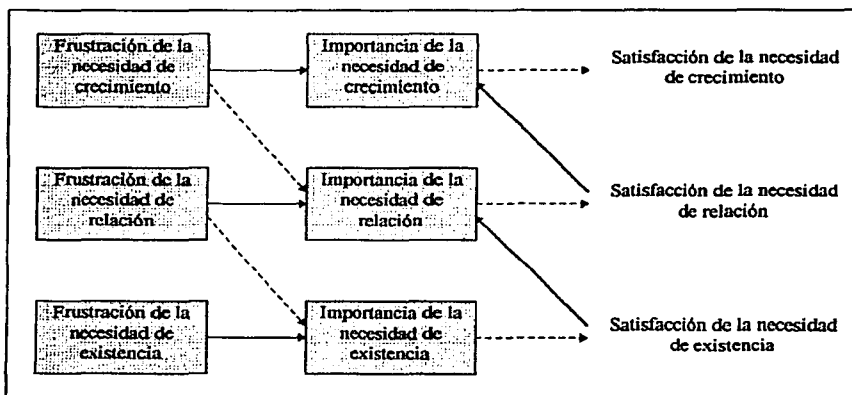 Frustración de la
necesidad de
crecimiento
Importancia de la
necesidad de
crecimiento
Satisfacción de la necesidad
de crecimiento
Frustración de la
necesidad de
relación
Importancia de la
necesidad de
relación
Satisfacción de la necesidad
de relación
Frustración de la
necesidad de
existencia
Importancia de la
necesidad de
existencia
Satisfacción de la necesidad
de existencia